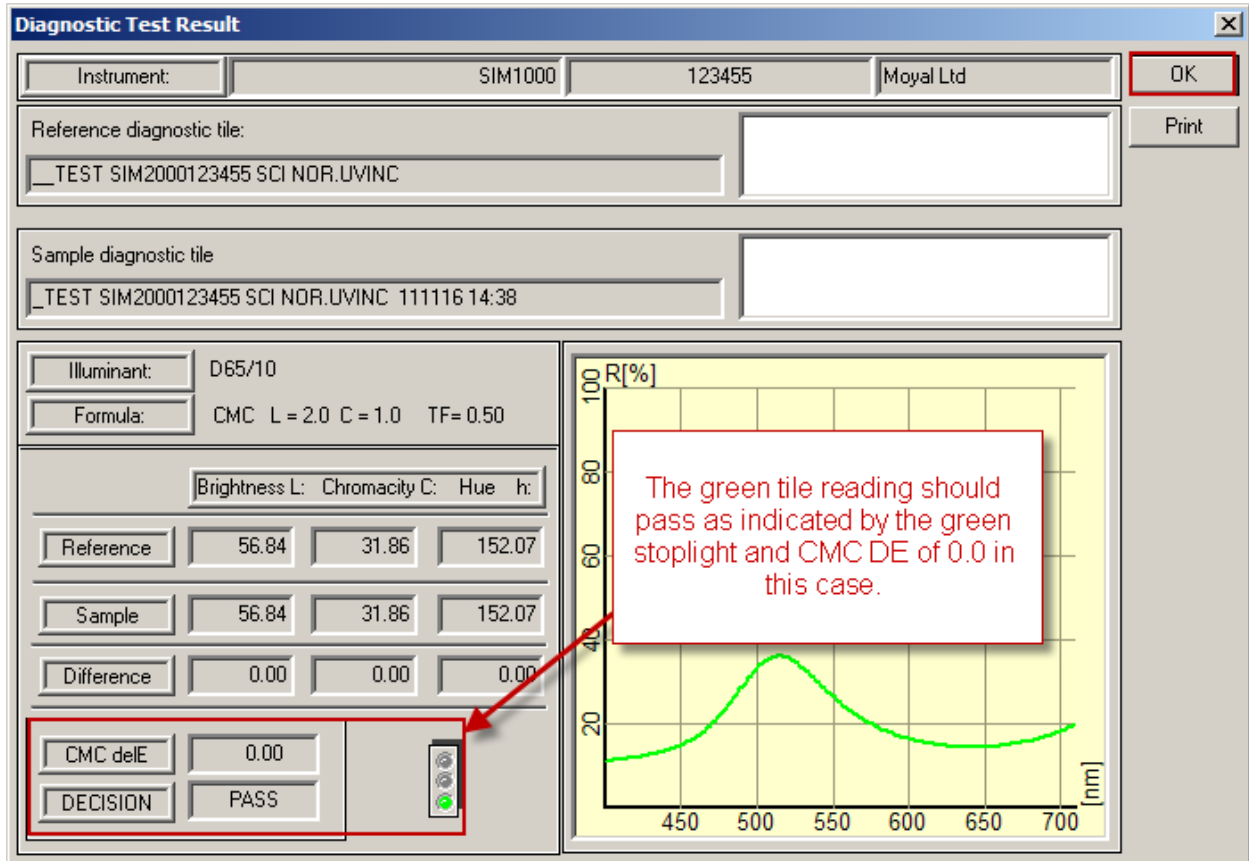 Diagnostic Test Result
Instrument: SIM1000 123455 Moyal Ltd OK
Reference diagnostic tile: Print
__TEST SIM2000123455 SCI NOR.UVINC
Sample diagnostic tile
_TEST SIM2000123455 SCI NOR.UVINC 111116 14:38
Illuminant: D65/10
Formula: CMC L = 2.0 C = 1.0 TF= 0.50
Brightness L: Chromacity C: Hue h:
Reference 56.84 31.86 152.07
Sample 56.84 31.86 152.07
Difference 0.00 0.00 0.00
CMC delE 0.00
DECISION PASS
R[%]
100
80
60
40
20
The green tile reading should
pass as indicated by the green
stoplight and CMC DE of 0.0 in
this case.
[nm]
450 500 550 600 650 700